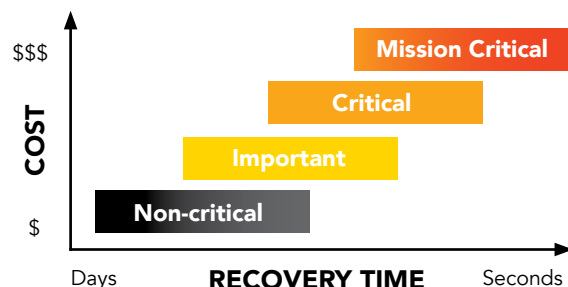 $$$
Mission Critical
Critical
COST
Important
Non-critical
$
Days RECOVERY TIME Seconds